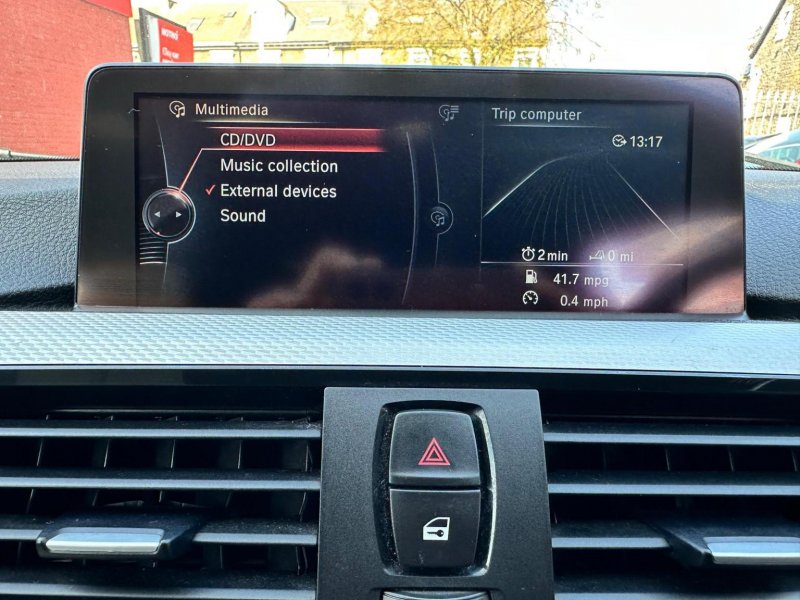 Multimedia
CD/DVD
Music collection
External devices
Sound
Trip computer
13:17
2 min
0 mi
41.7 mpg
0.4 mph